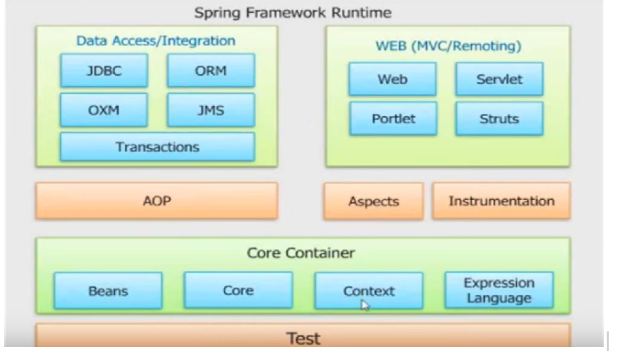 Spring Framework Runtime
Data Access/Integration
JDBC
ORM
OXM
JMS
Transactions
WEB (MVC/Remoting)
Web
Servlet
Portlet
Struts
AOP
Aspects
Instrumentation
Core Container
Beans
Core
Context
Expression
Language
Test